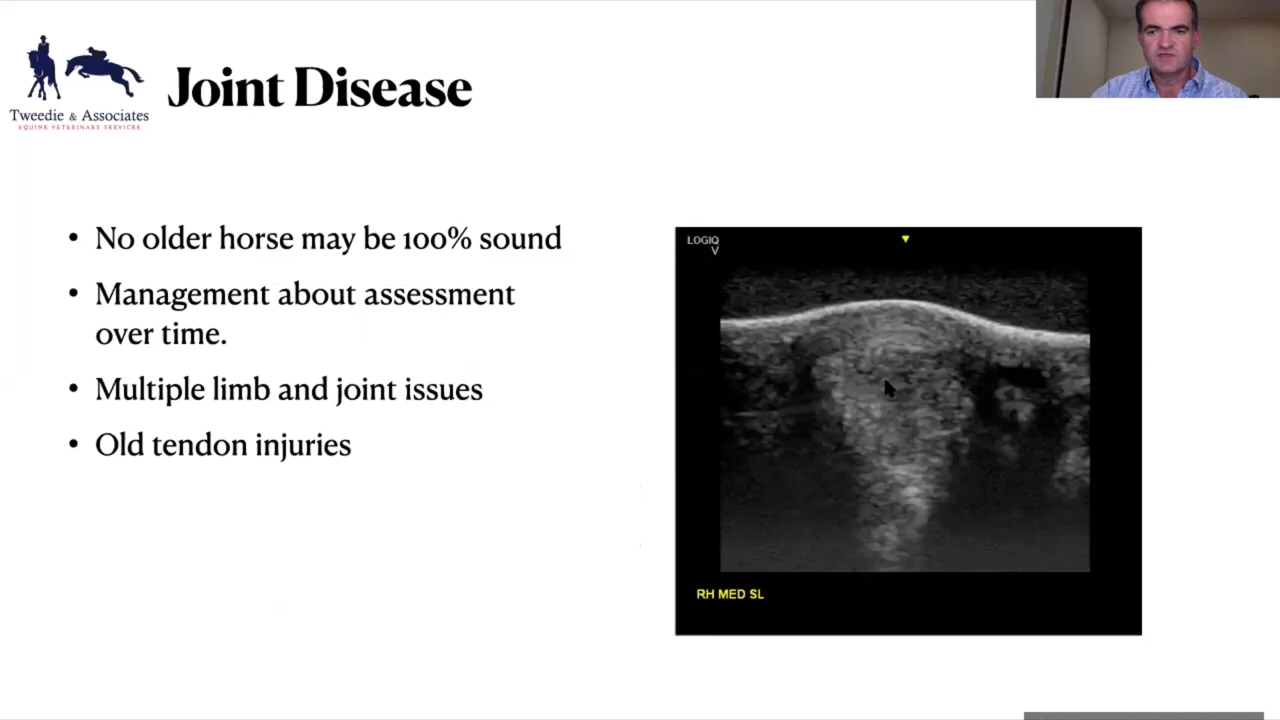 Joint Disease
Tweedie & Associates
EQUINE VETERINARY SERVICES
• No older horse may be 100% sound
• Management about assessment
over time.
• Multiple limb and joint issues
• Old tendon injuries
LOGIQ
V
RH MED SL